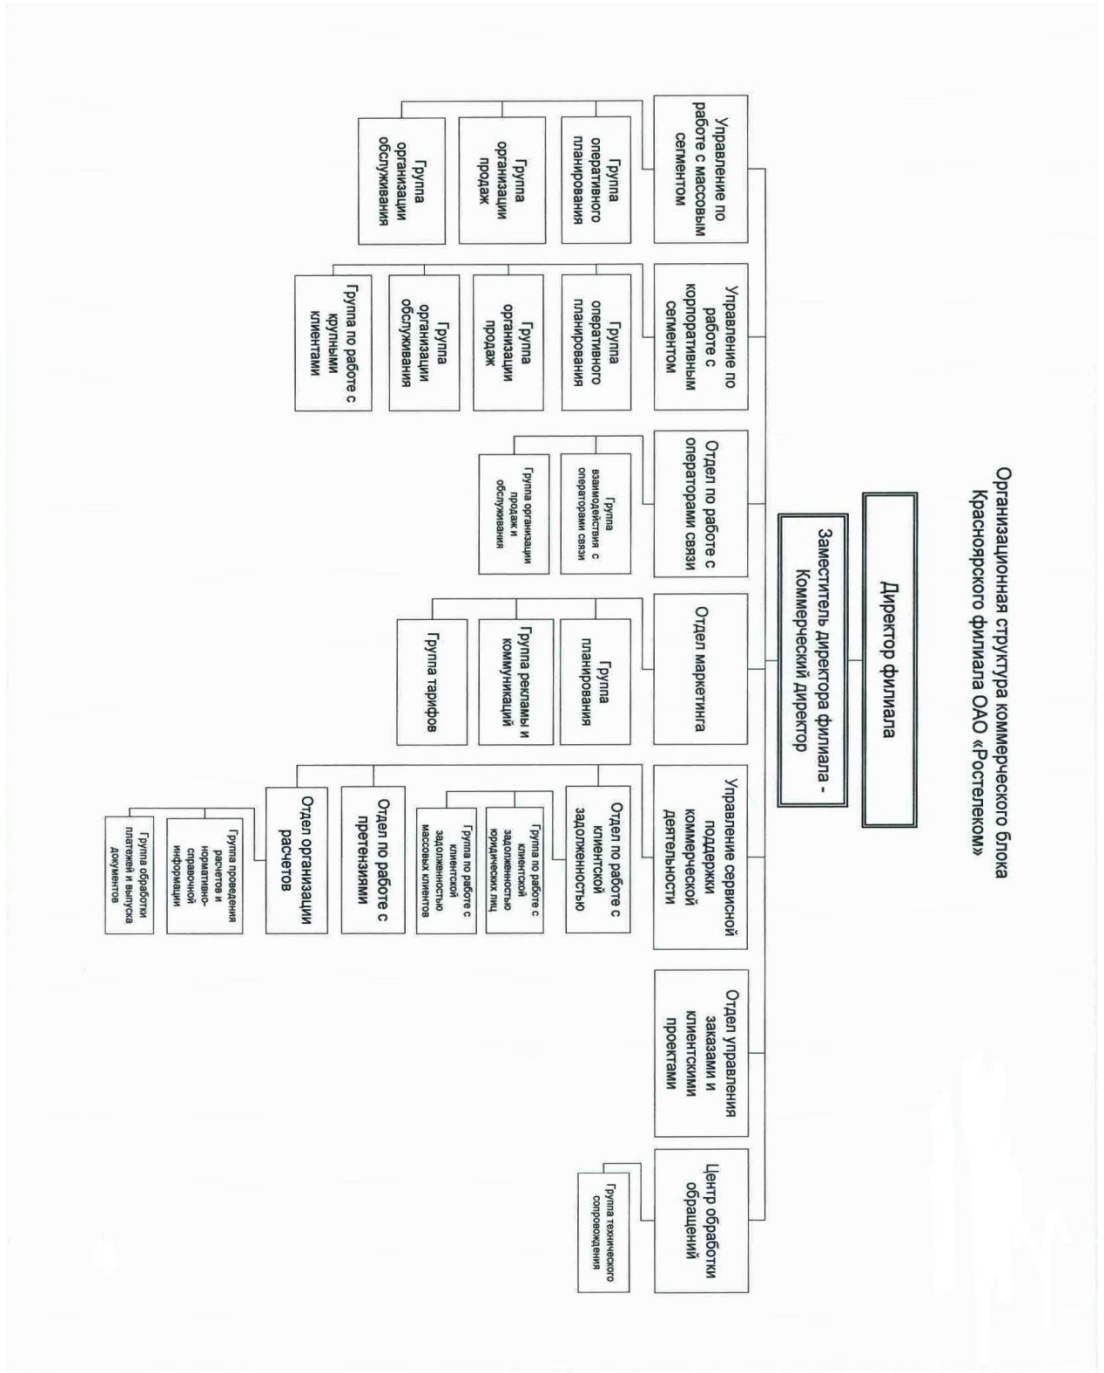 Организационная структура коммерческого блока
Красноярского филиала ОАО «Ростелеком»
Директор филиала
Заместитель директора филиала -
Коммерческий директор
Управление по
работе с массовым
сегментом
Группа
оперативного
планирования
Группа
организации
продаж
Группа
организации
обслуживания
Управление по
работе с
корпоративным
сегментом
Группа
оперативного
планирования
Группа
организации
продаж
Группа
организации
обслуживания
Группа по работе с
крупными
клиентами
Отдел по работе с
операторами связи
Группа
взаимодействия с
операторами связи
Группа организации
продаж и
обслуживания
Отдел маркетинга
Группа
планирования
Группа рекламы и
коммуникаций
Группа тарифов
Управление сервисной
поддержки
коммерческой
деятельности
Отдел по работе с
клиентской
задолженностью
Группа по работе с
клиентской
задолженностью
юридических лиц
Группа по работе с
клиентской
задолженностью
массовых клиентов
Отдел по работе с
претензиями
Отдел организации
расчетов
Группа проведения
расчетов и
нормативно-
справочной
информации
Группа обработки
платежей и выпуска
документов
Отдел управления
заказами и
клиентскими
проектами
Центр обработки
обращений
Группа технического
сопровождения